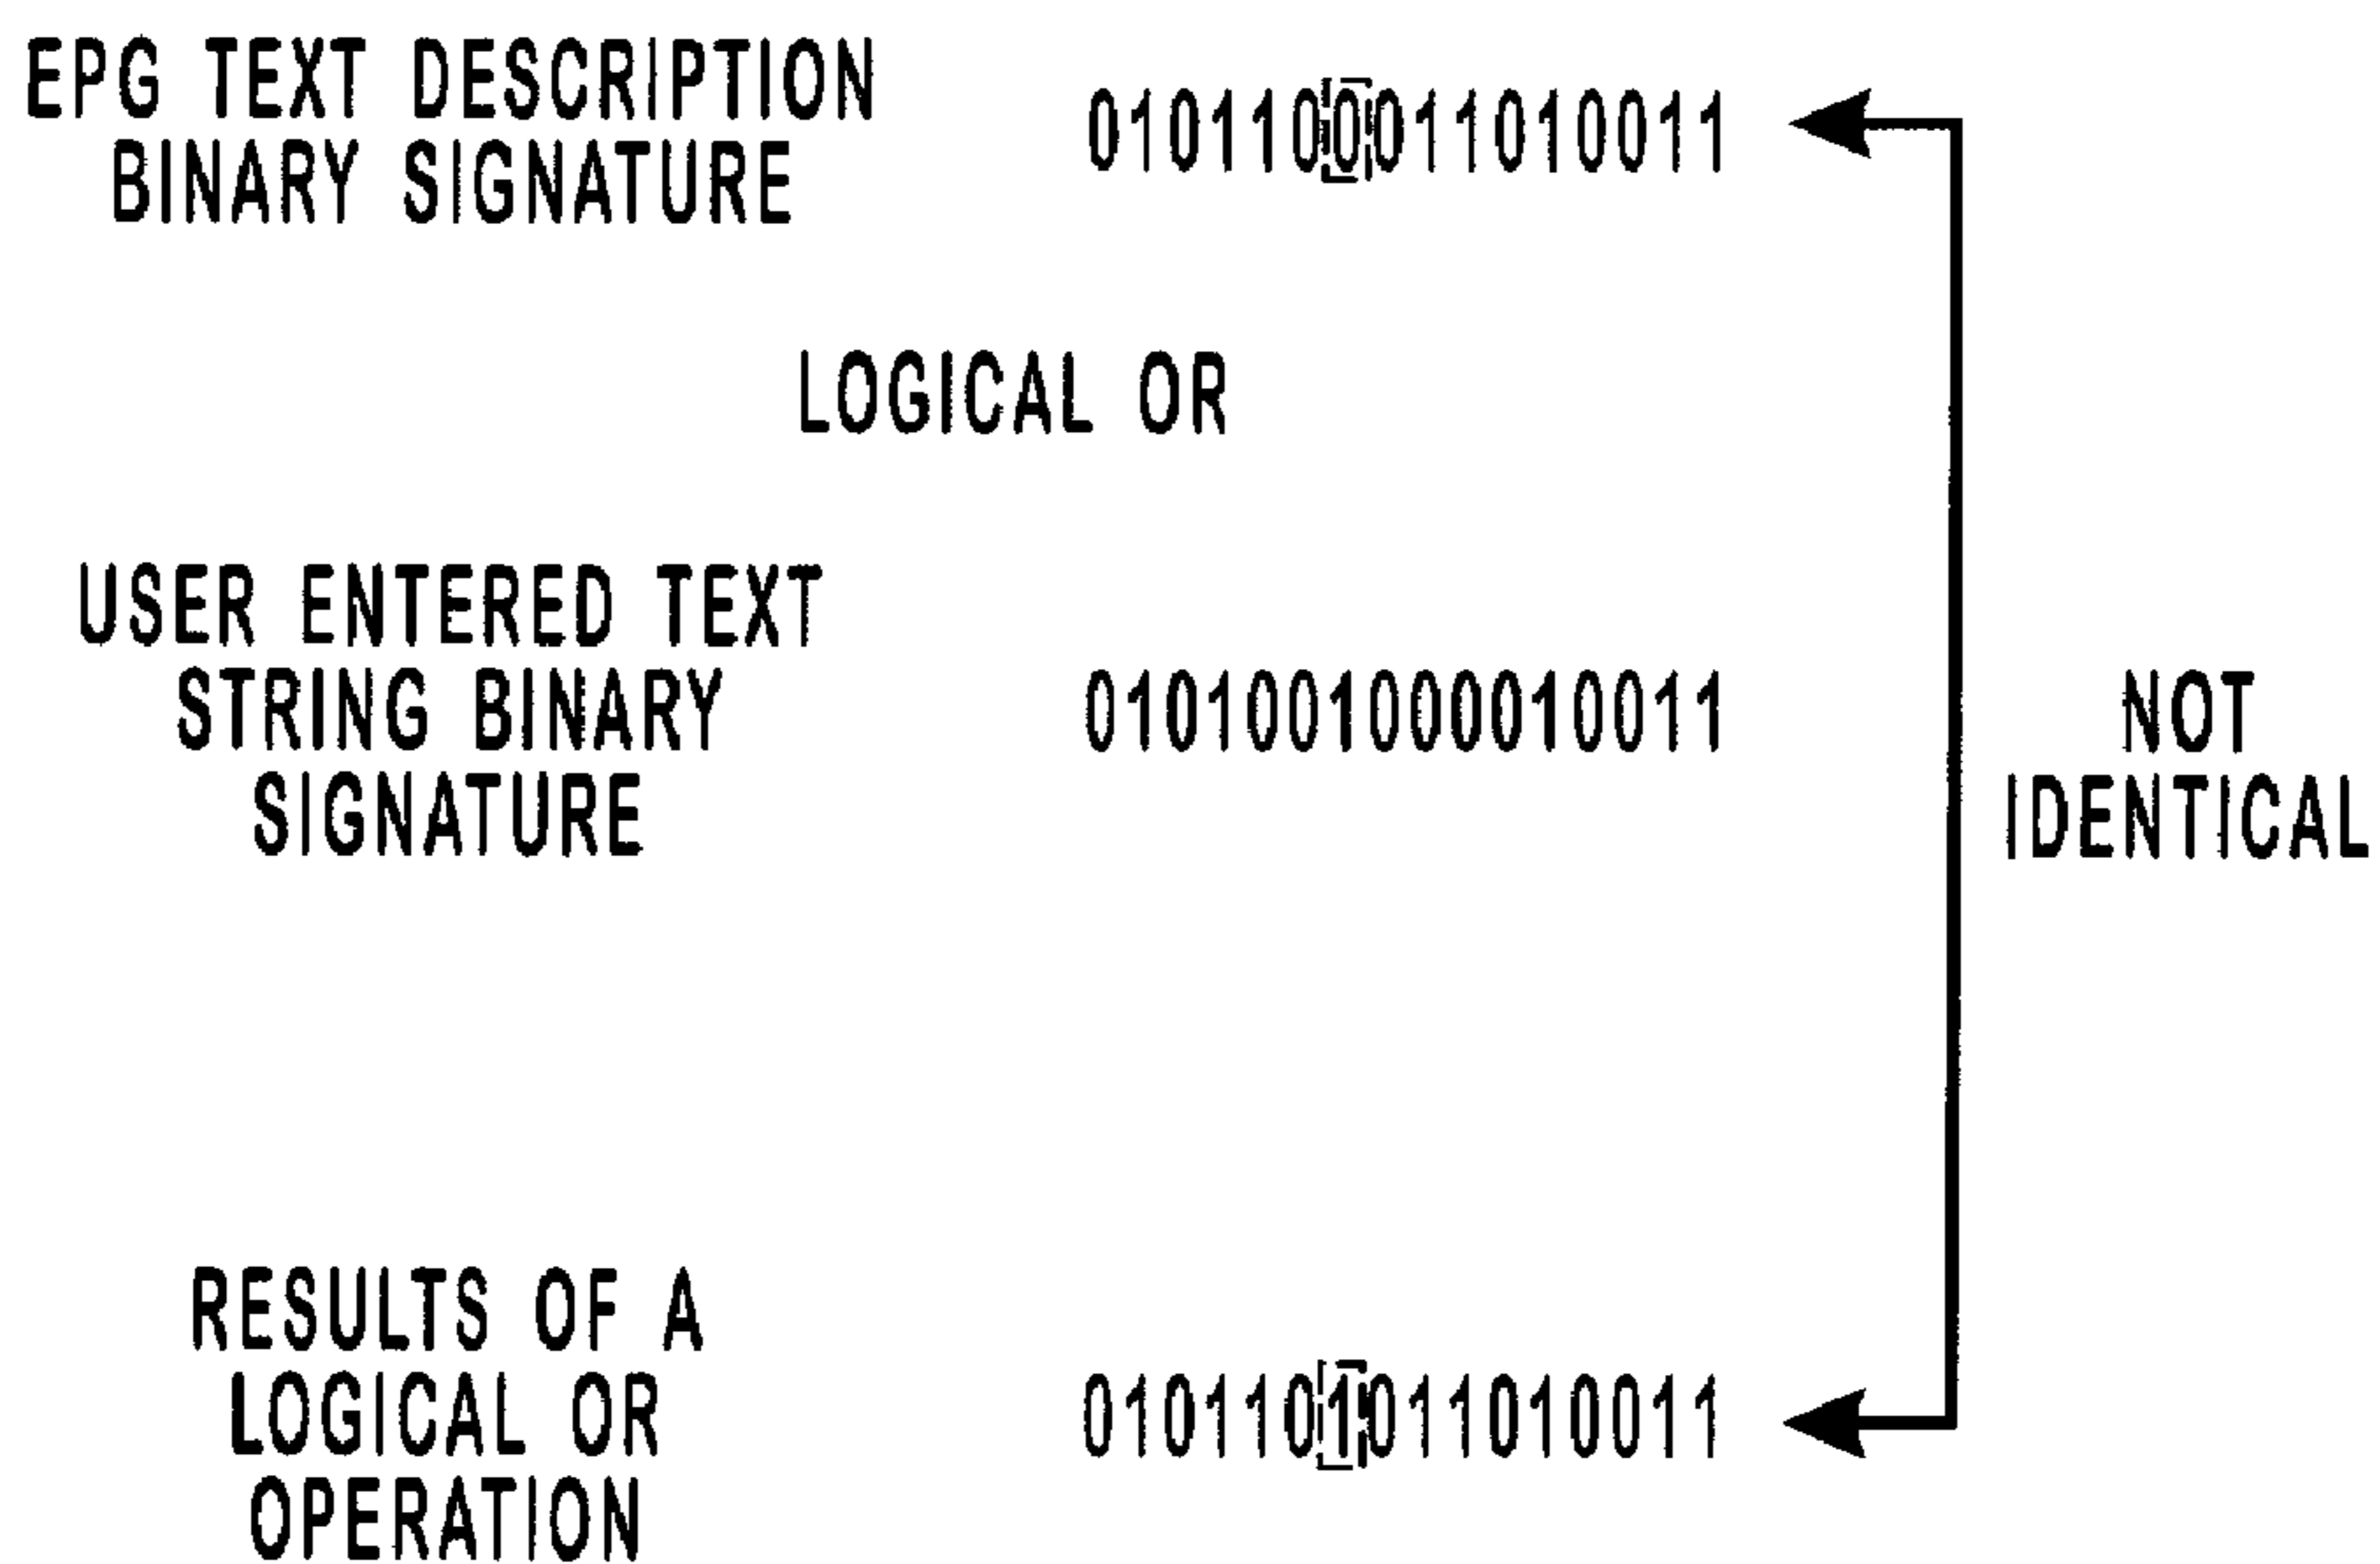 EPG TEXT DESCRIPTION
BINARY SIGNATURE
0101100011010011
LOGICAL OR
USER ENTERED TEXT
STRING BINARY
SIGNATURE
0101001000010011
NOT
IDENTICAL
RESULTS OF A
LOGICAL OR
OPERATION
0101101011010011